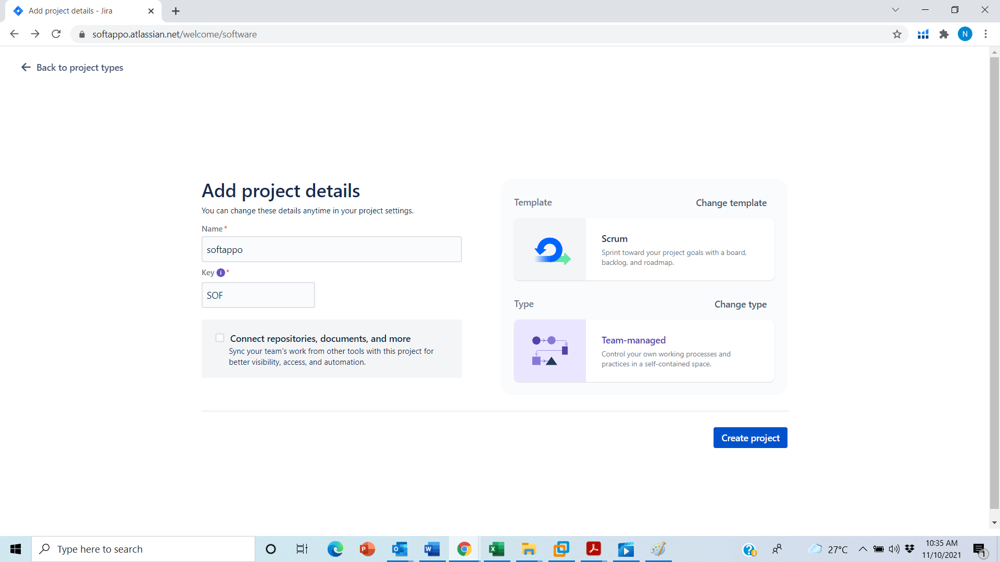 Add project details - Jira
softappo.atlassian.net/welcome/software
N
Back to project types
Add project details
You can change these details anytime in your project settings.
Name *
softappo
Key i *
SOF
Connect repositories, documents, and more
Sync your team's work from other tools with this project for
better visibility, access, and automation.
Template
Change template
Scrum
Sprint toward your project goals with a board,
backlog, and roadmap.
Type
Change type
Team-managed
Control your own working processes and
practices in a self-contained space.
Create project
Type here to search
27°C
10:35 AM
11/10/2021
1